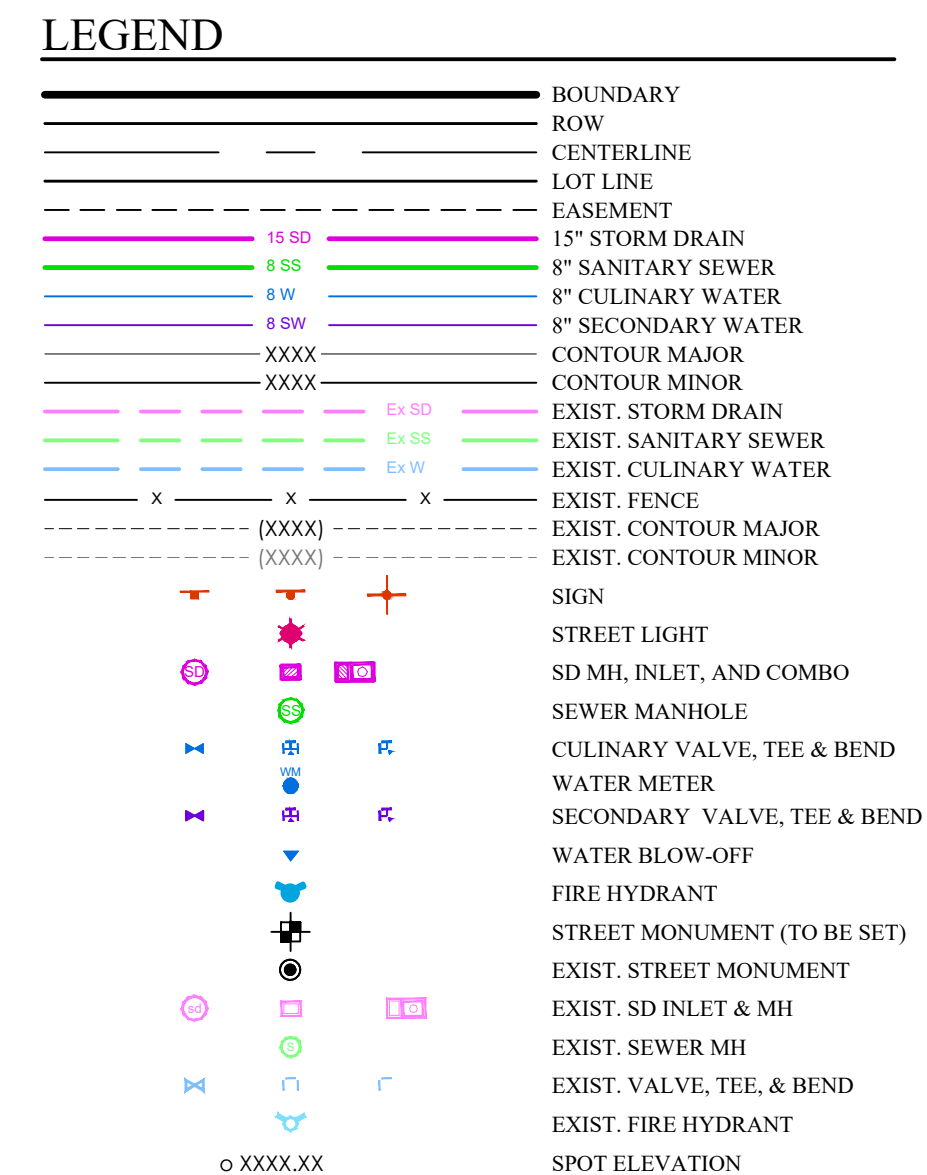 LEGEND
BOUNDARY
ROW
CENTERLINE
LOT LINE
EASEMENT
15 SD 15" STORM DRAIN
8 SS 8" SANITARY SEWER
8 W 8" CULINARY WATER
8 SW 8" SECONDARY WATER
XXXX CONTOUR MAJOR
XXXX CONTOUR MINOR
Ex SD EXIST. STORM DRAIN
Ex SS EXIST. SANITARY SEWER
Ex W EXIST. CULINARY WATER
X X X EXIST. FENCE
(XXXX) EXIST. CONTOUR MAJOR
(XXXX) EXIST. CONTOUR MINOR
SIGN
STREET LIGHT
SD SD MH, INLET, AND COMBO
SS SEWER MANHOLE
CULINARY VALVE, TEE & BEND
WM WATER METER
SECONDARY VALVE, TEE & BEND
WATER BLOW-OFF
FIRE HYDRANT
STREET MONUMENT (TO BE SET)
EXIST. STREET MONUMENT
sd EXIST. SD INLET & MH
S EXIST. SEWER MH
EXIST. VALVE, TEE, & BEND
EXIST. FIRE HYDRANT
XXXX.XX SPOT ELEVATION